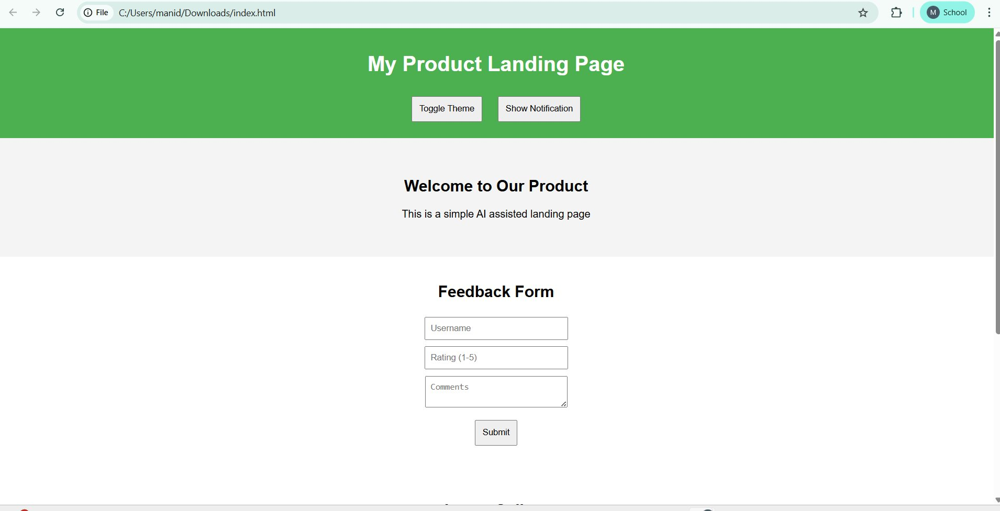 File C:/Users/manid/Downloads/index.html M School
My Product Landing Page
Toggle Theme Show Notification
Welcome to Our Product
This is a simple AI assisted landing page
Feedback Form
Username
Rating (1-5)
Comments
Submit